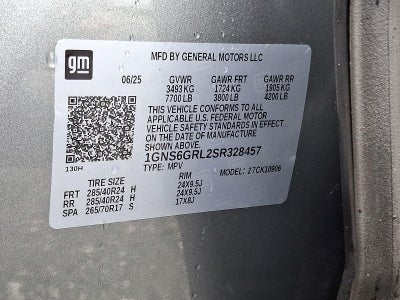 gm
MFD BY GENERAL MOTORS LLC
06/25 GVWR GAWR FRT GAWR RR
3493 KG 1724 KG 1905 KG
7700 LB 3800 LB 4200 LB
THIS VEHICLE CONFORMS TO ALL
APPLICABLE U.S. FEDERAL MOTOR
VEHICLE SAFETY STANDARDS IN
EFFECT ON THE DATE OF MANUFACTURE
SHOWN ABOVE.
1GNS6GRL2SR328457
130H TYPE: MPV MODEL: 27CK10906
TIRE SIZE RIM
FRT 285/40R24 H 24X9.5J
RR 285/40R24 H 24X9.5J
SPA 265/70R17 S 17X8J